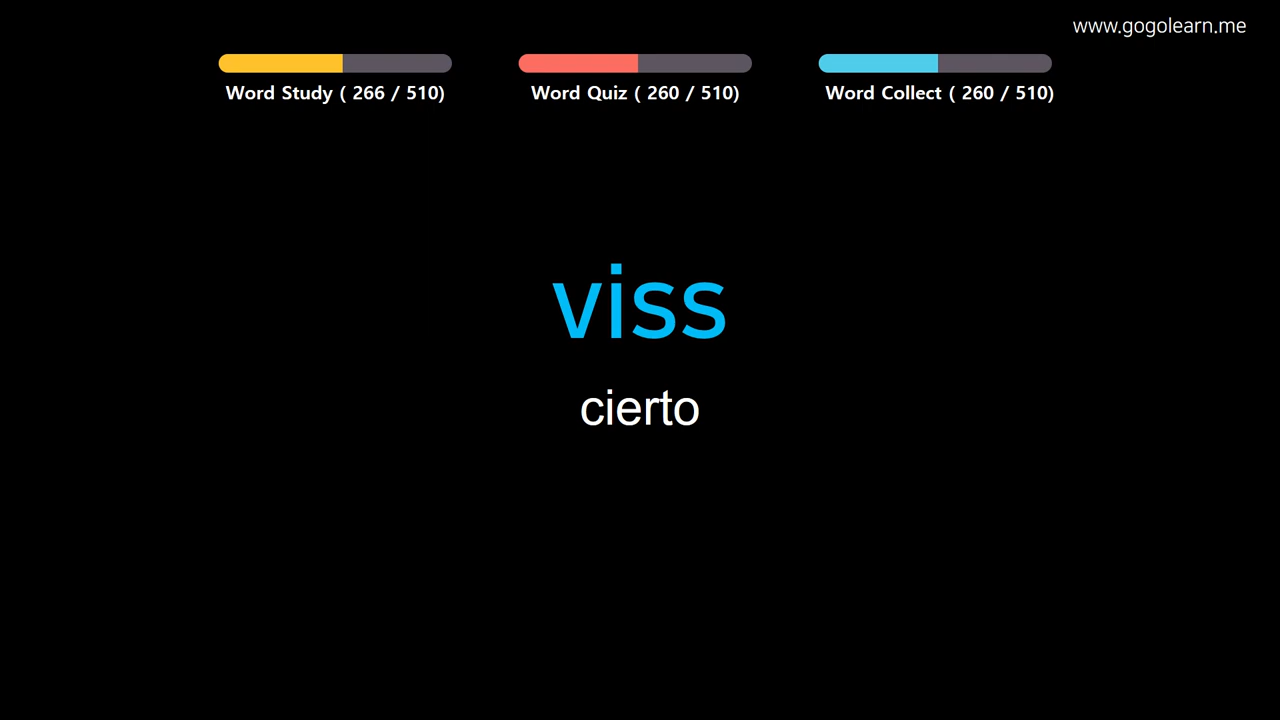 www.gogolearn.me
Word Study ( 266 / 510)
Word Quiz ( 260 / 510)
Word Collect ( 260 / 510)
viss
cierto